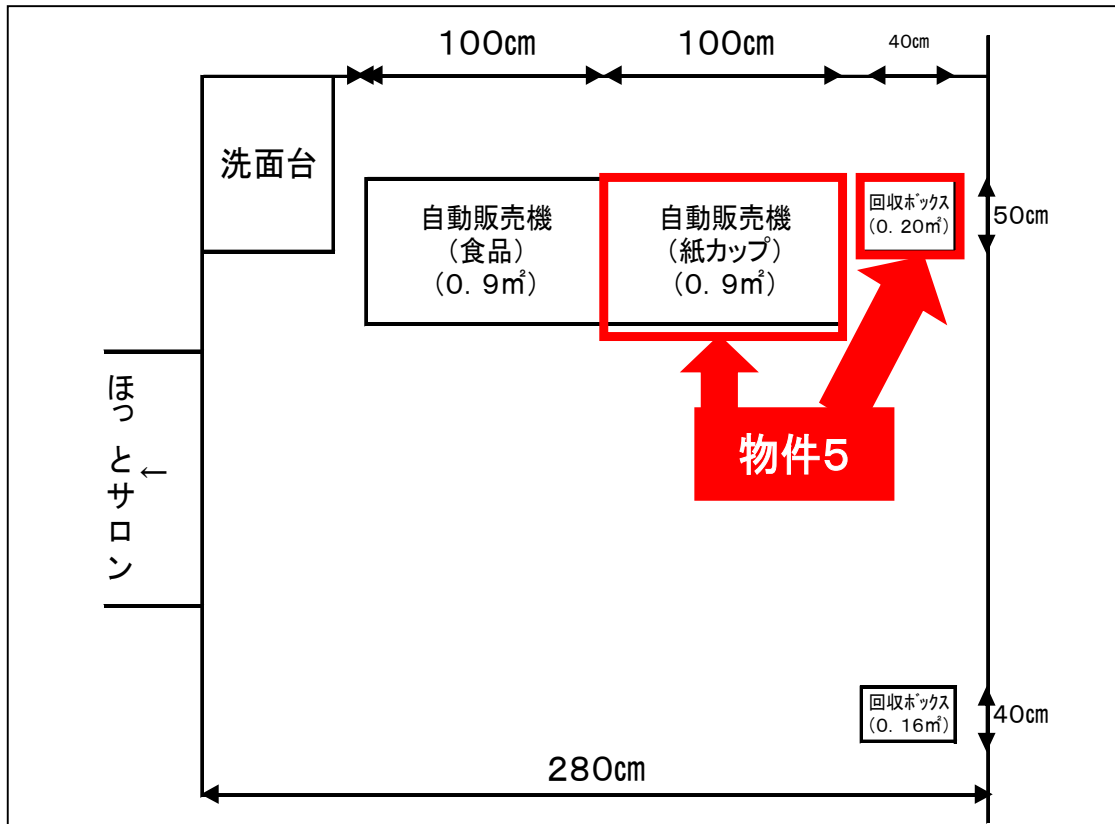 100㎝
100㎝
40㎝
洗面台
自動販売機
(食品)
(0.9㎡)
自動販売機
(紙カップ)
(0.9㎡)
回収ボックス
(0.20㎡)
50㎝
ほっとサロン
←
物件5
回収ボックス
(0.16㎡)
40㎝
280㎝